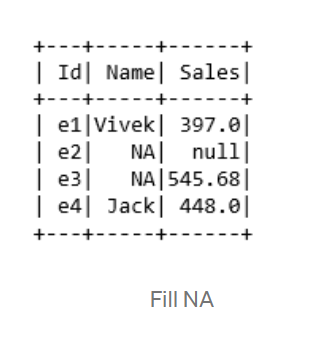 +---+-----+------+
| Id| Name| Sales|
+---+-----+------+
| e1|Vivek| 397.0|
| e2|   NA|  null|
| e3|   NA|545.68|
| e4| Jack| 448.0|
+---+-----+------+
Fill NA